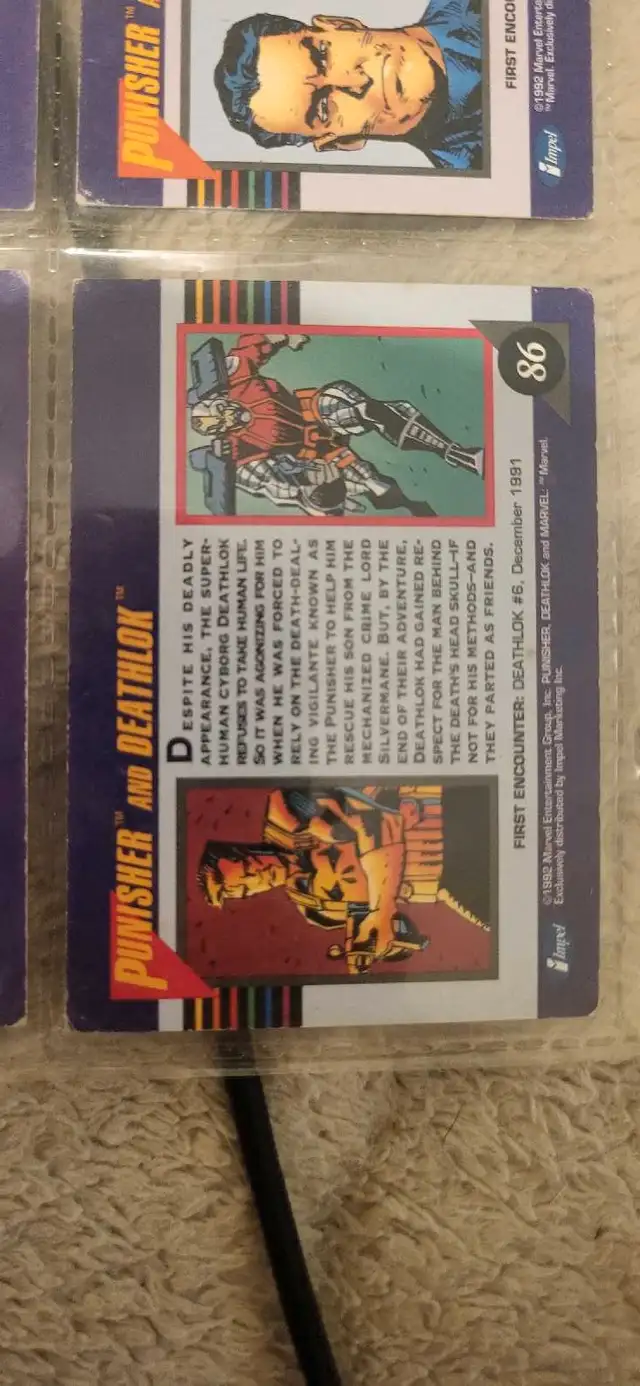 PUNISHER™ AND DEATHLOK™
86
DESPITE HIS DEADLY
APPEARANCE, THE SUPER-
HUMAN CYBORG DEATHLOK
REFUSES TO TAKE HUMAN LIFE.
SO IT WAS AGONIZING FOR HIM
WHEN HE WAS FORCED TO
RELY ON THE DEATH-DEAL-
ING VIGILANTE KNOWN AS
THE PUNISHER TO HELP HIM
RESCUE HIS SON FROM THE
MECHANIZED CRIME LORD
SILVERMANE. BUT, BY THE
END OF THEIR ADVENTURE,
DEATHLOK HAD GAINED RE-
SPECT FOR THE MAN BEHIND
THE DEATH'S HEAD SKULL—IF
NOT FOR HIS METHODS—AND
THEY PARTED AS FRIENDS.
FIRST ENCOUNTER: DEATHLOK #6, December 1991
Impel
©1992 Marvel Entertainment Group, Inc. PUNISHER, DEATHLOK and MARVEL: ™Marvel.
Exclusively distributed by Impel Marketing Inc.
PUNISHER™
FIRST ENCO
Impel
©1992 Marvel Enterta
™Marvel. Exclusively d